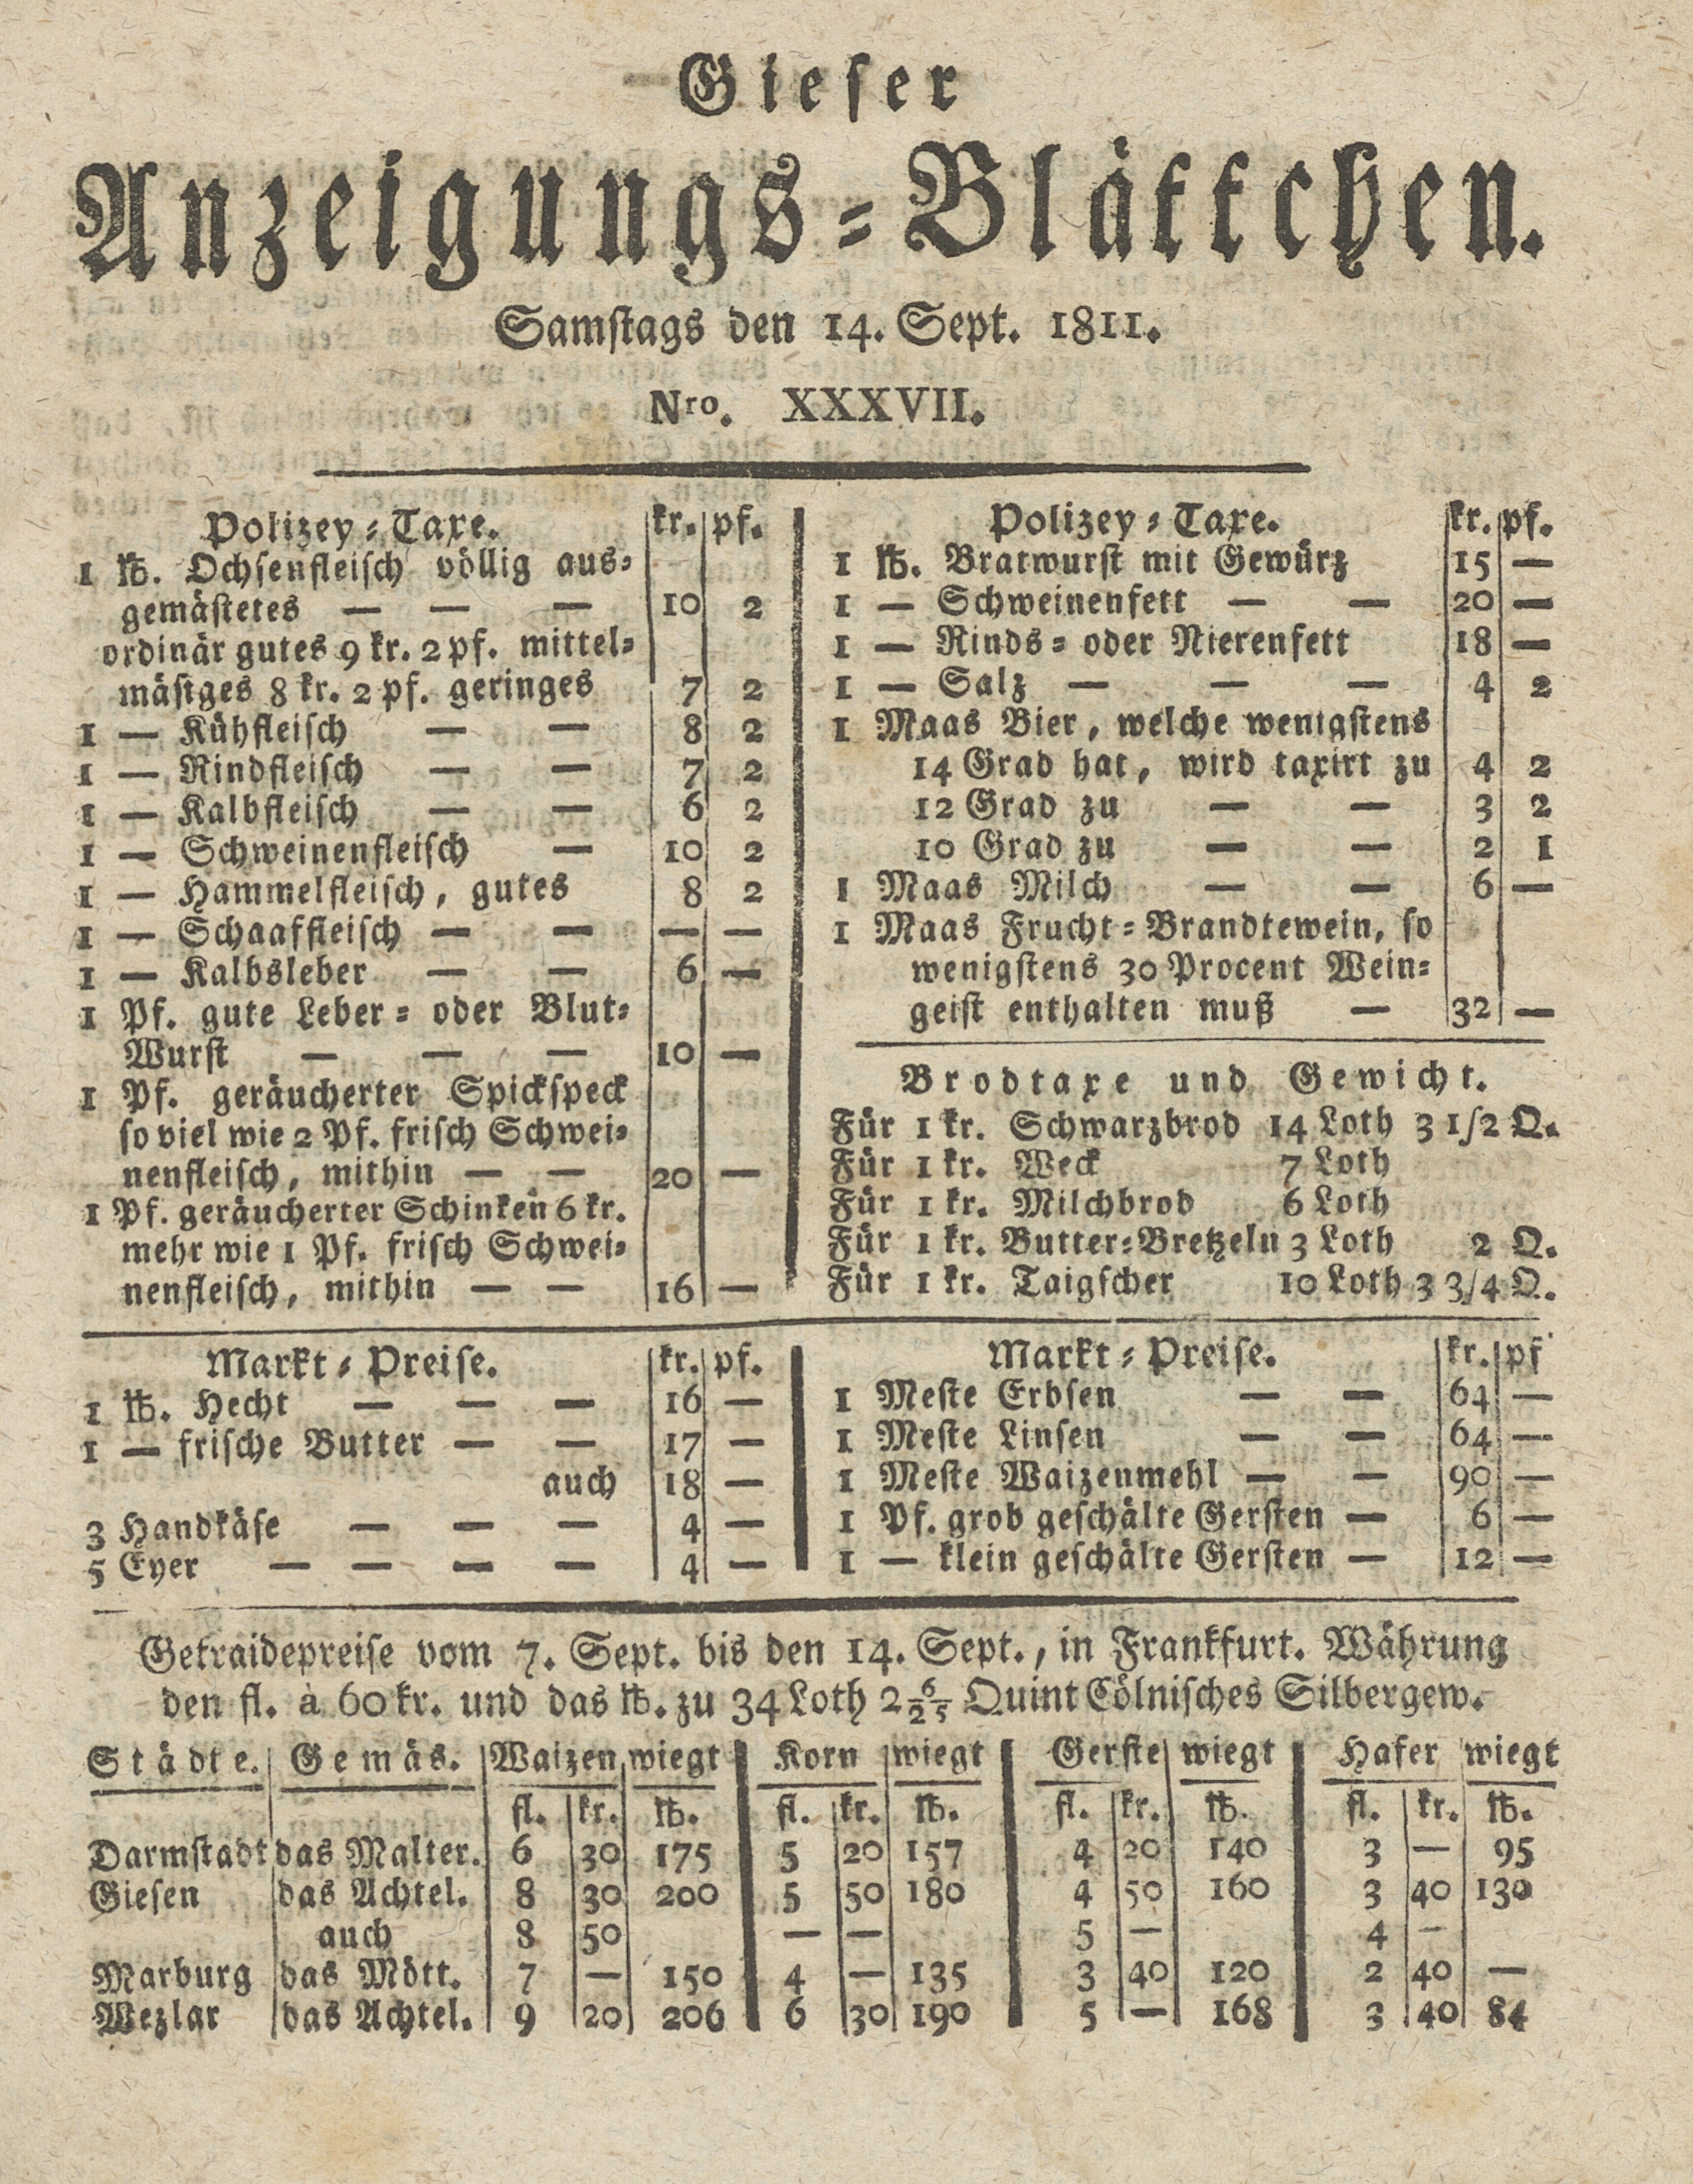 Gieser
Anzeigungs-Blättchen.
Samstags den 14. Sept. 1811.
Nro. XXXVII.
Polizey-Taxe. kr. pf.
1 ℔. Ochsenfleisch völlig aus-
gemästetes — — — 10 2
ordinär gutes 9 kr. 2 pf. mittel-
mäsiges 8 kr. 2 pf. geringes 7 2
1 — Kühfleisch — — 8 2
1 — Rindfleisch — — 7 2
1 — Kalbfleisch — — 6 2
1 — Schweinenfleisch — 10 2
1 — Hammelfleisch, gutes 8 2
1 — Schaaffleisch — — — —
1 — Kalbsleber — — 6 —
1 Pf. gute Leber- oder Blut-
Wurst — — — 10 —
1 Pf. geräucherter Spickspeck
so viel wie 2 Pf. frisch Schwei-
nenfleisch, mithin — — 20 —
1 Pf. geräucherter Schinken 6 kr.
mehr wie 1 Pf. frisch Schwei-
nenfleisch, mithin — — 16 —
Polizey-Taxe. kr. pf.
1 ℔. Bratwurst mit Gewürz 15 —
1 — Schweinenfett — — 20 —
1 — Rinds- oder Nierenfett 18 —
1 — Salz — — — 4 2
1 Maas Bier, welche wenigstens
14 Grad hat, wird taxirt zu 4 2
12 Grad zu — — 3 2
10 Grad zu — — 2 1
1 Maas Milch — — 6 —
1 Maas Frucht-Brandtewein, so
wenigstens 30 Procent Wein-
geist enthalten muß — 32 —
Brodtaxe und Gewicht.
Für 1 kr. Schwarzbrod 14 Loth 3 1/2 Q.
Für 1 kr. Weck 7 Loth
Für 1 kr. Milchbrod 6 Loth
Für 1 kr. Butter-Bretzeln 3 Loth 2 Q.
Für 1 kr. Taigscher 10 Loth 3 3/4 Q.
Markt-Preise. kr. pf.
1 ℔. Hecht — — — 16 —
1 — frische Butter — — 17 —
auch 18 —
3 Handkäse — — — 4 —
5 Eyer — — — — 4 —
Markt-Preise. kr. pf
1 Meste Erbsen — — 64 —
1 Meste Linsen — — 64 —
1 Meste Waizenmehl — — 90 —
1 Pf. grob geschälte Gersten — 6 —
1 — klein geschälte Gersten — 12 —
Getraidepreise vom 7. Sept. bis den 14. Sept., in Frankfurt. Währung
den fl. à 60 kr. und das ℔. zu 34 Loth 2 6/25 Quint Cölnisches Silbergew.
Städte. Gemäs. Waizen wiegt Korn wiegt Gerste wiegt Hafer wiegt
fl. kr. ℔. fl. kr. ℔. fl. kr. ℔. fl. kr. ℔.
Darmstadt das Malter. 6 30 175 5 20 157 4 20 140 3 — 95
Giesen das Achtel. 8 30 200 5 50 180 4 50 160 3 40 130
auch 8 50 — — 5 — 4 —
Marburg das Mött. 7 — 150 4 — 135 3 40 120 2 40 —
Wezlar das Achtel. 9 20 206 6 30 190 5 — 168 3 40 84